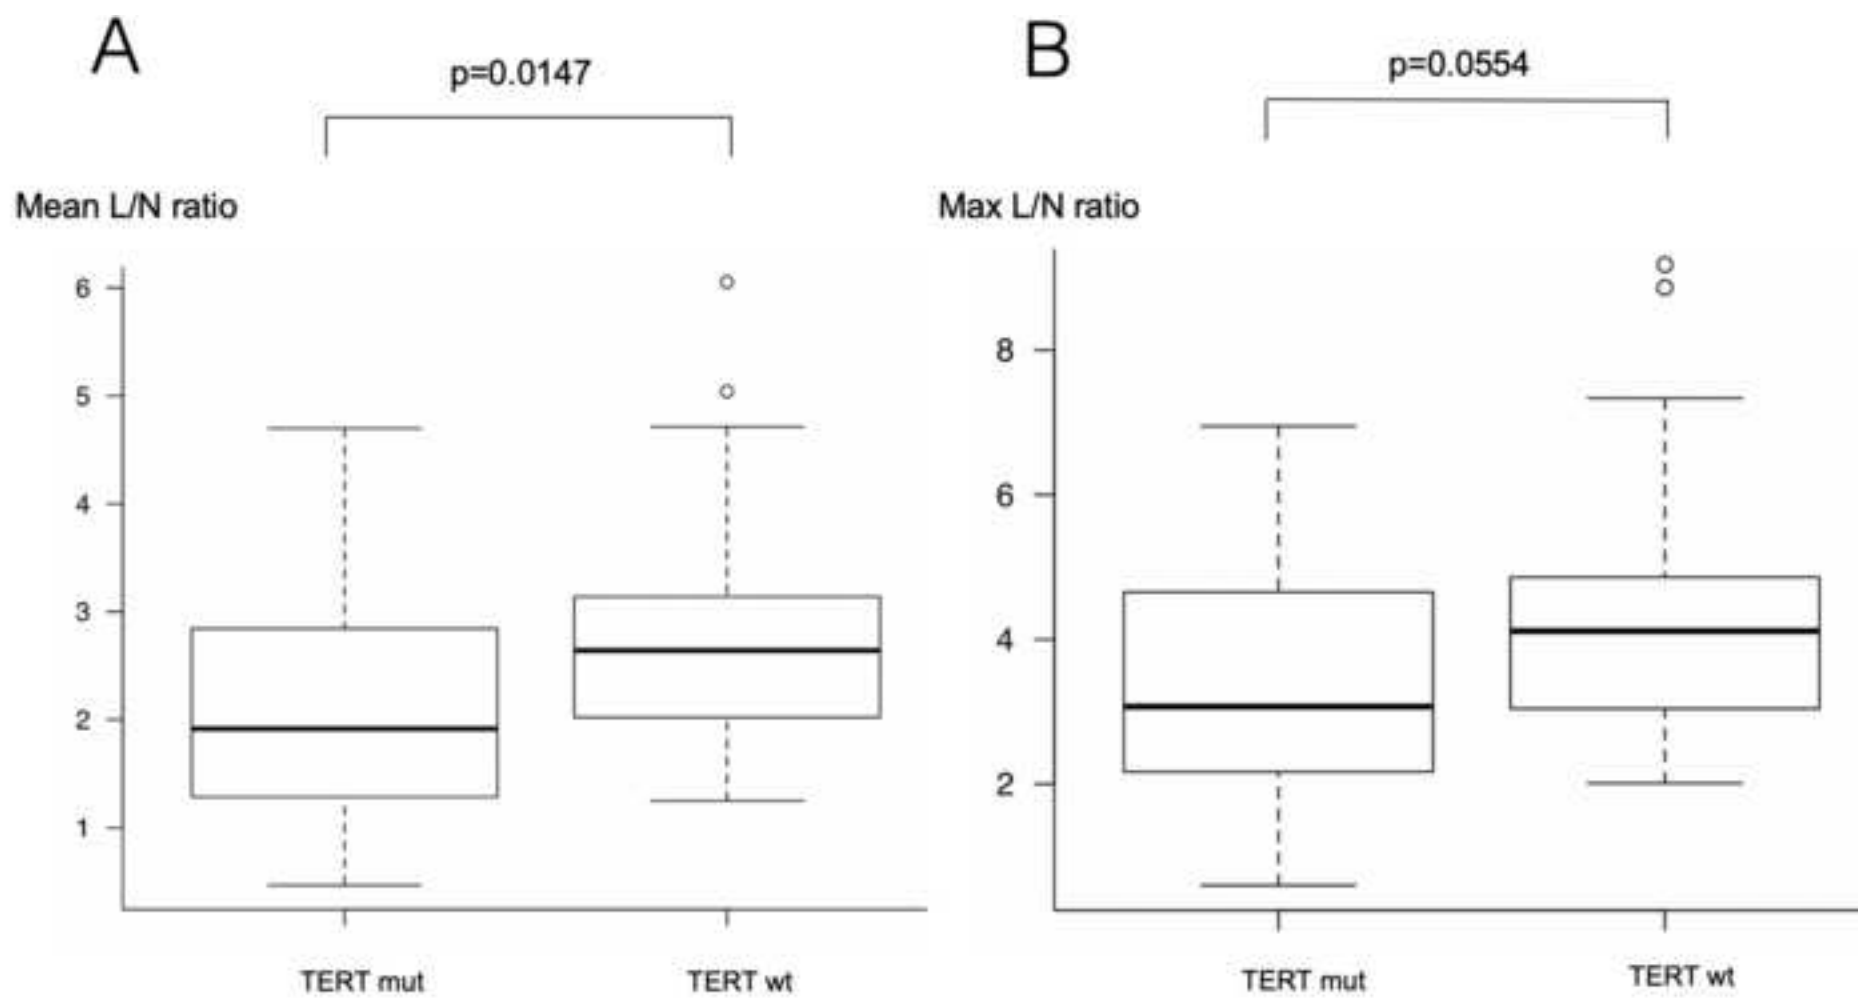 A
p=0.0147
Mean L/N ratio
6
5
4
3
2
1
TERT mut
TERT wt
B
p=0.0554
Max L/N ratio
8
6
4
2
TERT mut
TERT wt